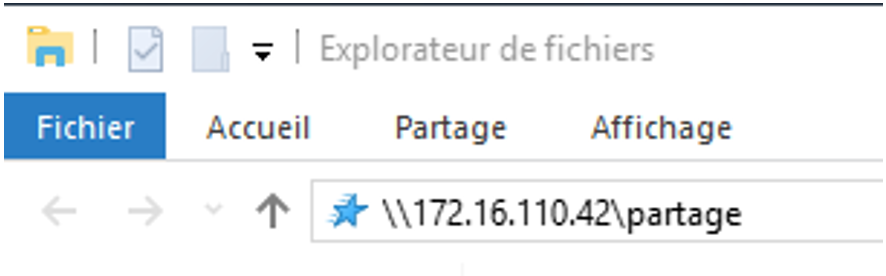 Explorateur de fichiers
Fichier Accueil Partage Affichage
\\172.16.110.42\partage